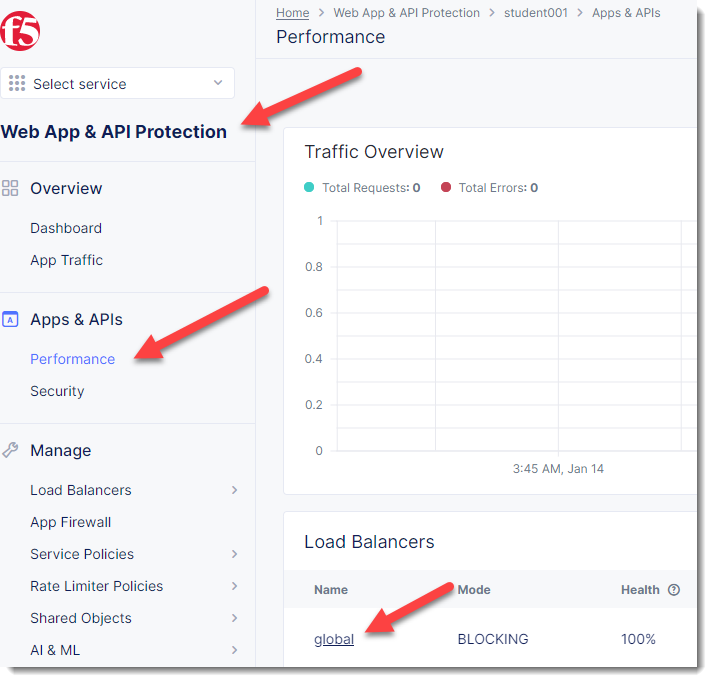 f5
Home > Web App & API Protection > student001 > Apps & APIs
Performance
Select service
Web App & API Protection
Overview
Dashboard
App Traffic
Apps & APIs
Performance
Security
Manage
Load Balancers
App Firewall
Service Policies
Rate Limiter Policies
Shared Objects
AI & ML
Traffic Overview
Total Requests: 0 Total Errors: 0
1
0.8
0.6
0.4
0.2
0
3:45 AM, Jan 14
Load Balancers
Name Mode Health ?
global BLOCKING 100%